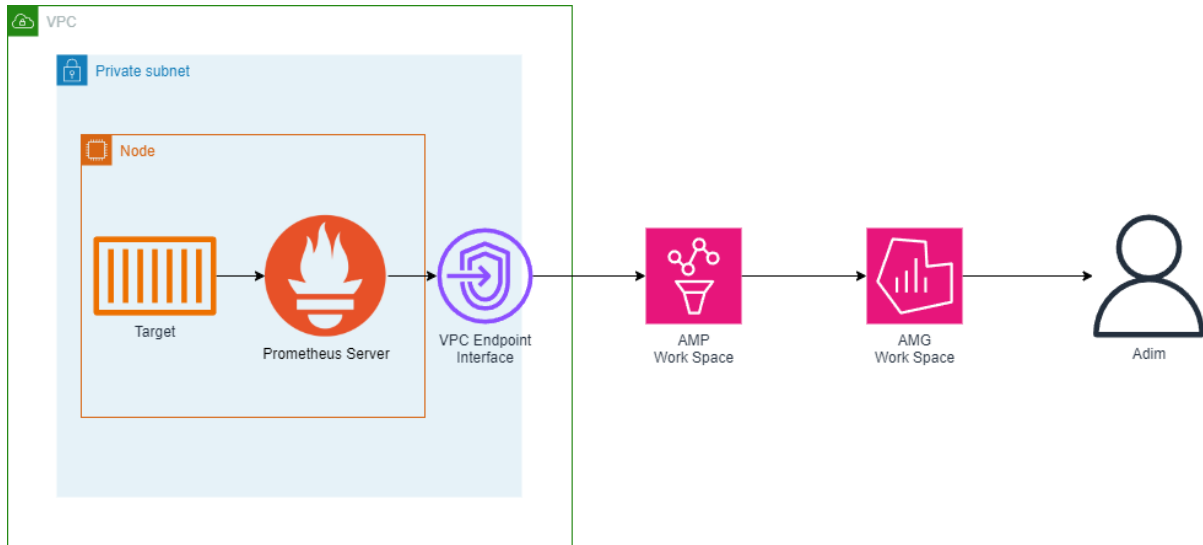 VPC
Private subnet
Node
Target
Prometheus Server
VPC Endpoint
Interface
AMP
Work Space
AMG
Work Space
Adim